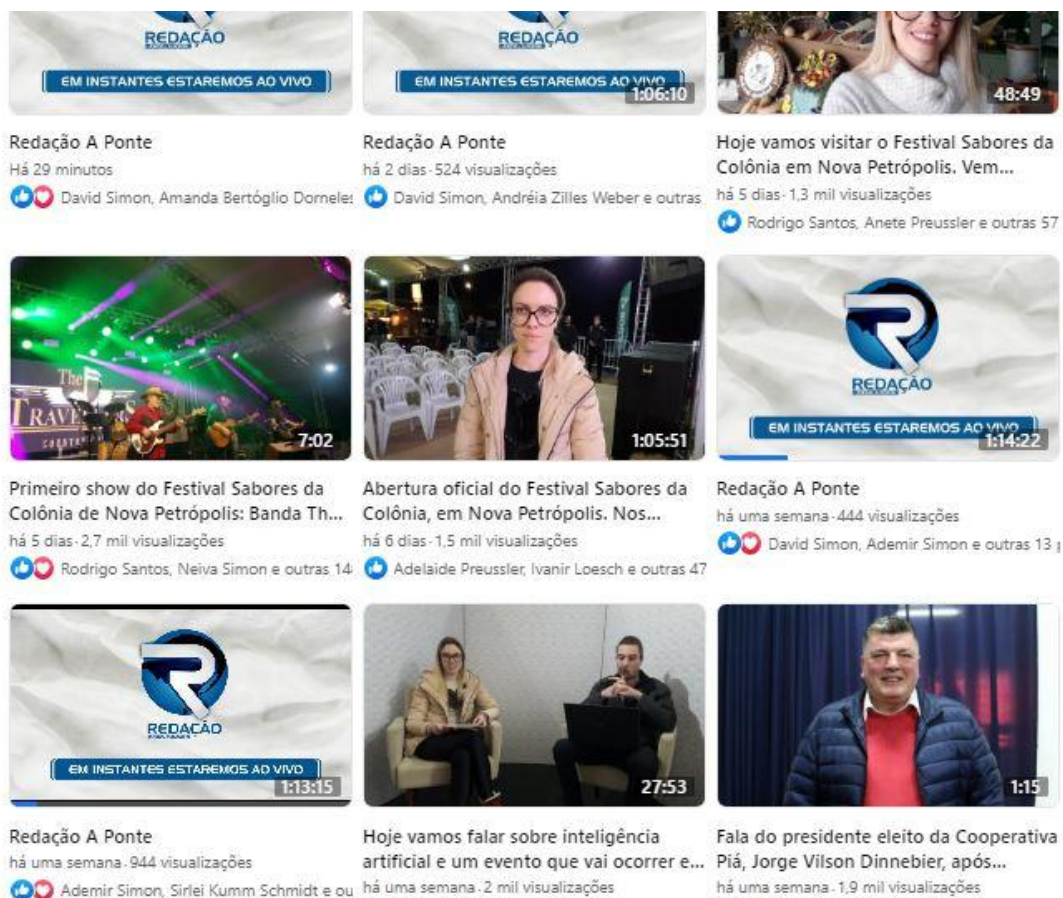 REDAÇÃO
EM INSTANTES ESTAREMOS AO VIVO
Redação A Ponte
Há 29 minutos
David Simon, Amanda Bertóglio Dorneles
REDAÇÃO
EM INSTANTES ESTAREMOS AO VIVO
1:06:10
Redação A Ponte
há 2 dias · 524 visualizações
David Simon, Andréia Zilles Weber e outras
48:49
Hoje vamos visitar o Festival Sabores da
Colônia em Nova Petrópolis. Vem...
há 5 dias · 1,3 mil visualizações
Rodrigo Santos, Anete Preussler e outras 57
The
TRAVE
7:02
Primeiro show do Festival Sabores da
Colônia de Nova Petrópolis: Banda Th...
há 5 dias · 2,7 mil visualizações
Rodrigo Santos, Neiva Simon e outras 14
1:05:51
Abertura oficial do Festival Sabores da
Colônia, em Nova Petrópolis. Nos...
há 6 dias · 1,5 mil visualizações
Adelaide Preussler, Ivanir Loesch e outras 47
REDAÇÃO
EM INSTANTES ESTAREMOS AO VIVO
1:14:22
Redação A Ponte
há uma semana · 444 visualizações
David Simon, Ademir Simon e outras 13 p
REDAÇÃO
EM INSTANTES ESTAREMOS AO VIVO
1:13:15
Redação A Ponte
há uma semana · 944 visualizações
Ademir Simon, Sirlei Kumm Schmidt e ou
27:53
Hoje vamos falar sobre inteligência
artificial e um evento que vai ocorrer e...
há uma semana · 2 mil visualizações
1:15
Fala do presidente eleito da Cooperativa
Piá, Jorge Vilson Dinnebier, após...
há uma semana · 1,9 mil visualizações